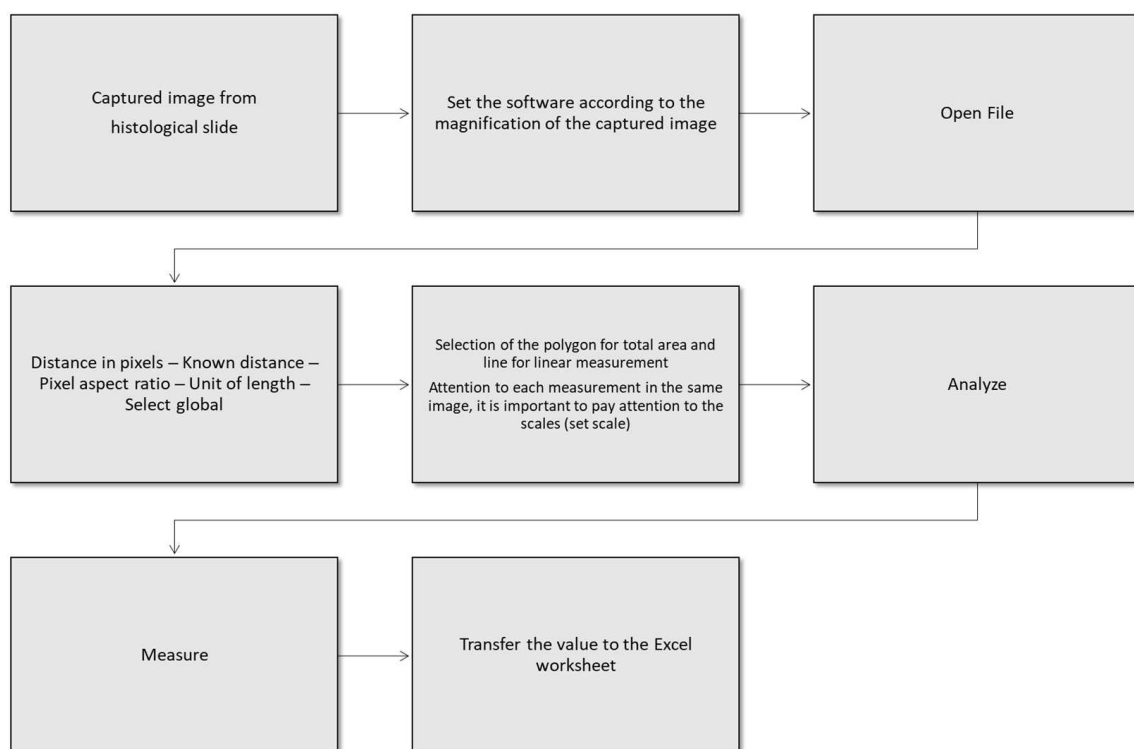 Captured image from
histological slide
Set the software according to the
magnification of the captured image
Open File
Distance in pixels – Known distance –
Pixel aspect ratio – Unit of length –
Select global
Selection of the polygon for total area and
line for linear measurement
Attention to each measurement in the same
image, it is important to pay attention to the
scales (set scale)
Analyze
Measure
Transfer the value to the Excel
worksheet